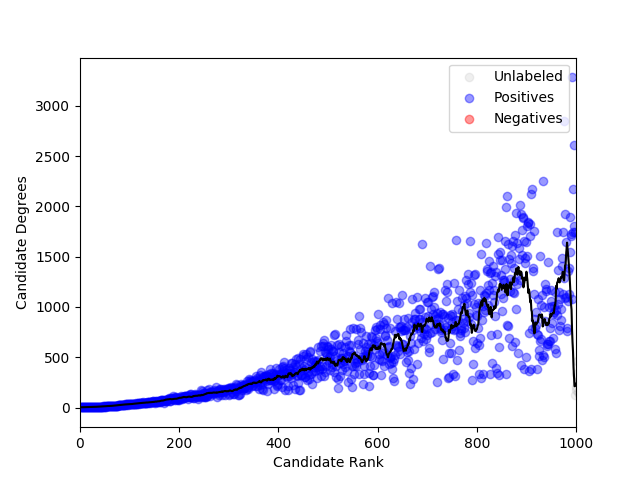 Unlabeled
Positives
Negatives
3000
2500
2000
1500
1000
500
0
Candidate Degrees
0 200 400 600 800 1000
Candidate Rank